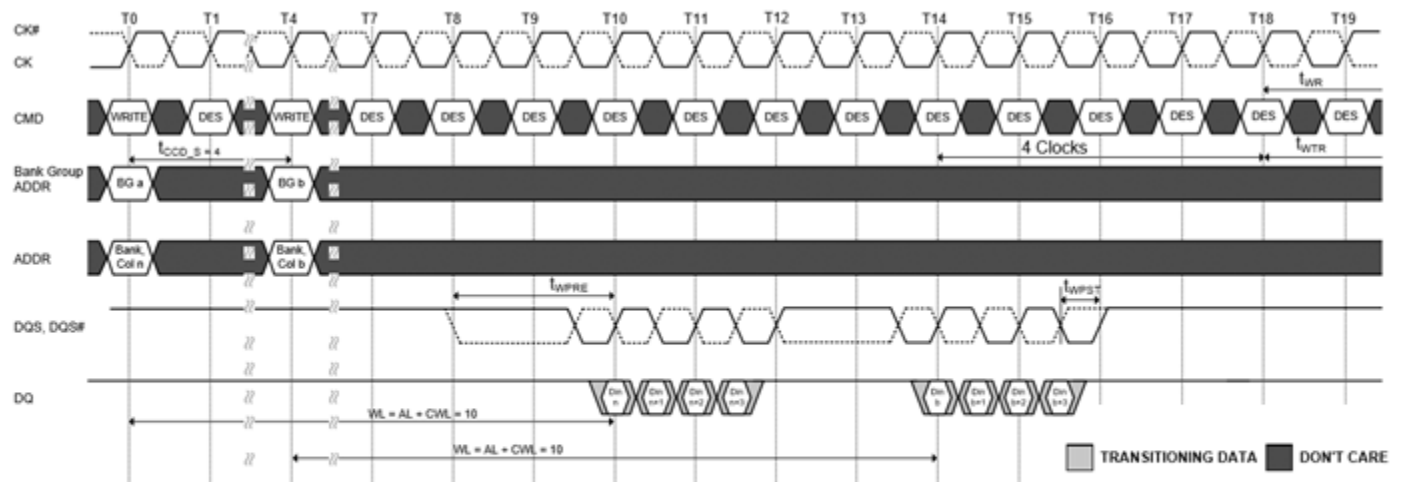 T0 T1 T4 T7 T8 T9 T10 T11 T12 T13 T14 T15 T16 T17 T18 T19
CK#
CK
tWR
CMD WRITE DES WRITE DES DES DES DES DES DES DES DES DES DES DES DES DES
tCCD_S = 4 4 Clocks tWTR
Bank Group
ADDR BG a BG b
ADDR Bank, Col n Bank, Col b
tWPRE tWPST
DQS, DQS#
DQ Din n Din n+1 Din n+2 Din n+3 Din b Din b+1 Din b+2 Din b+3
WL = AL + CWL = 10
WL = AL + CWL = 10
TRANSITIONING DATA DON'T CARE